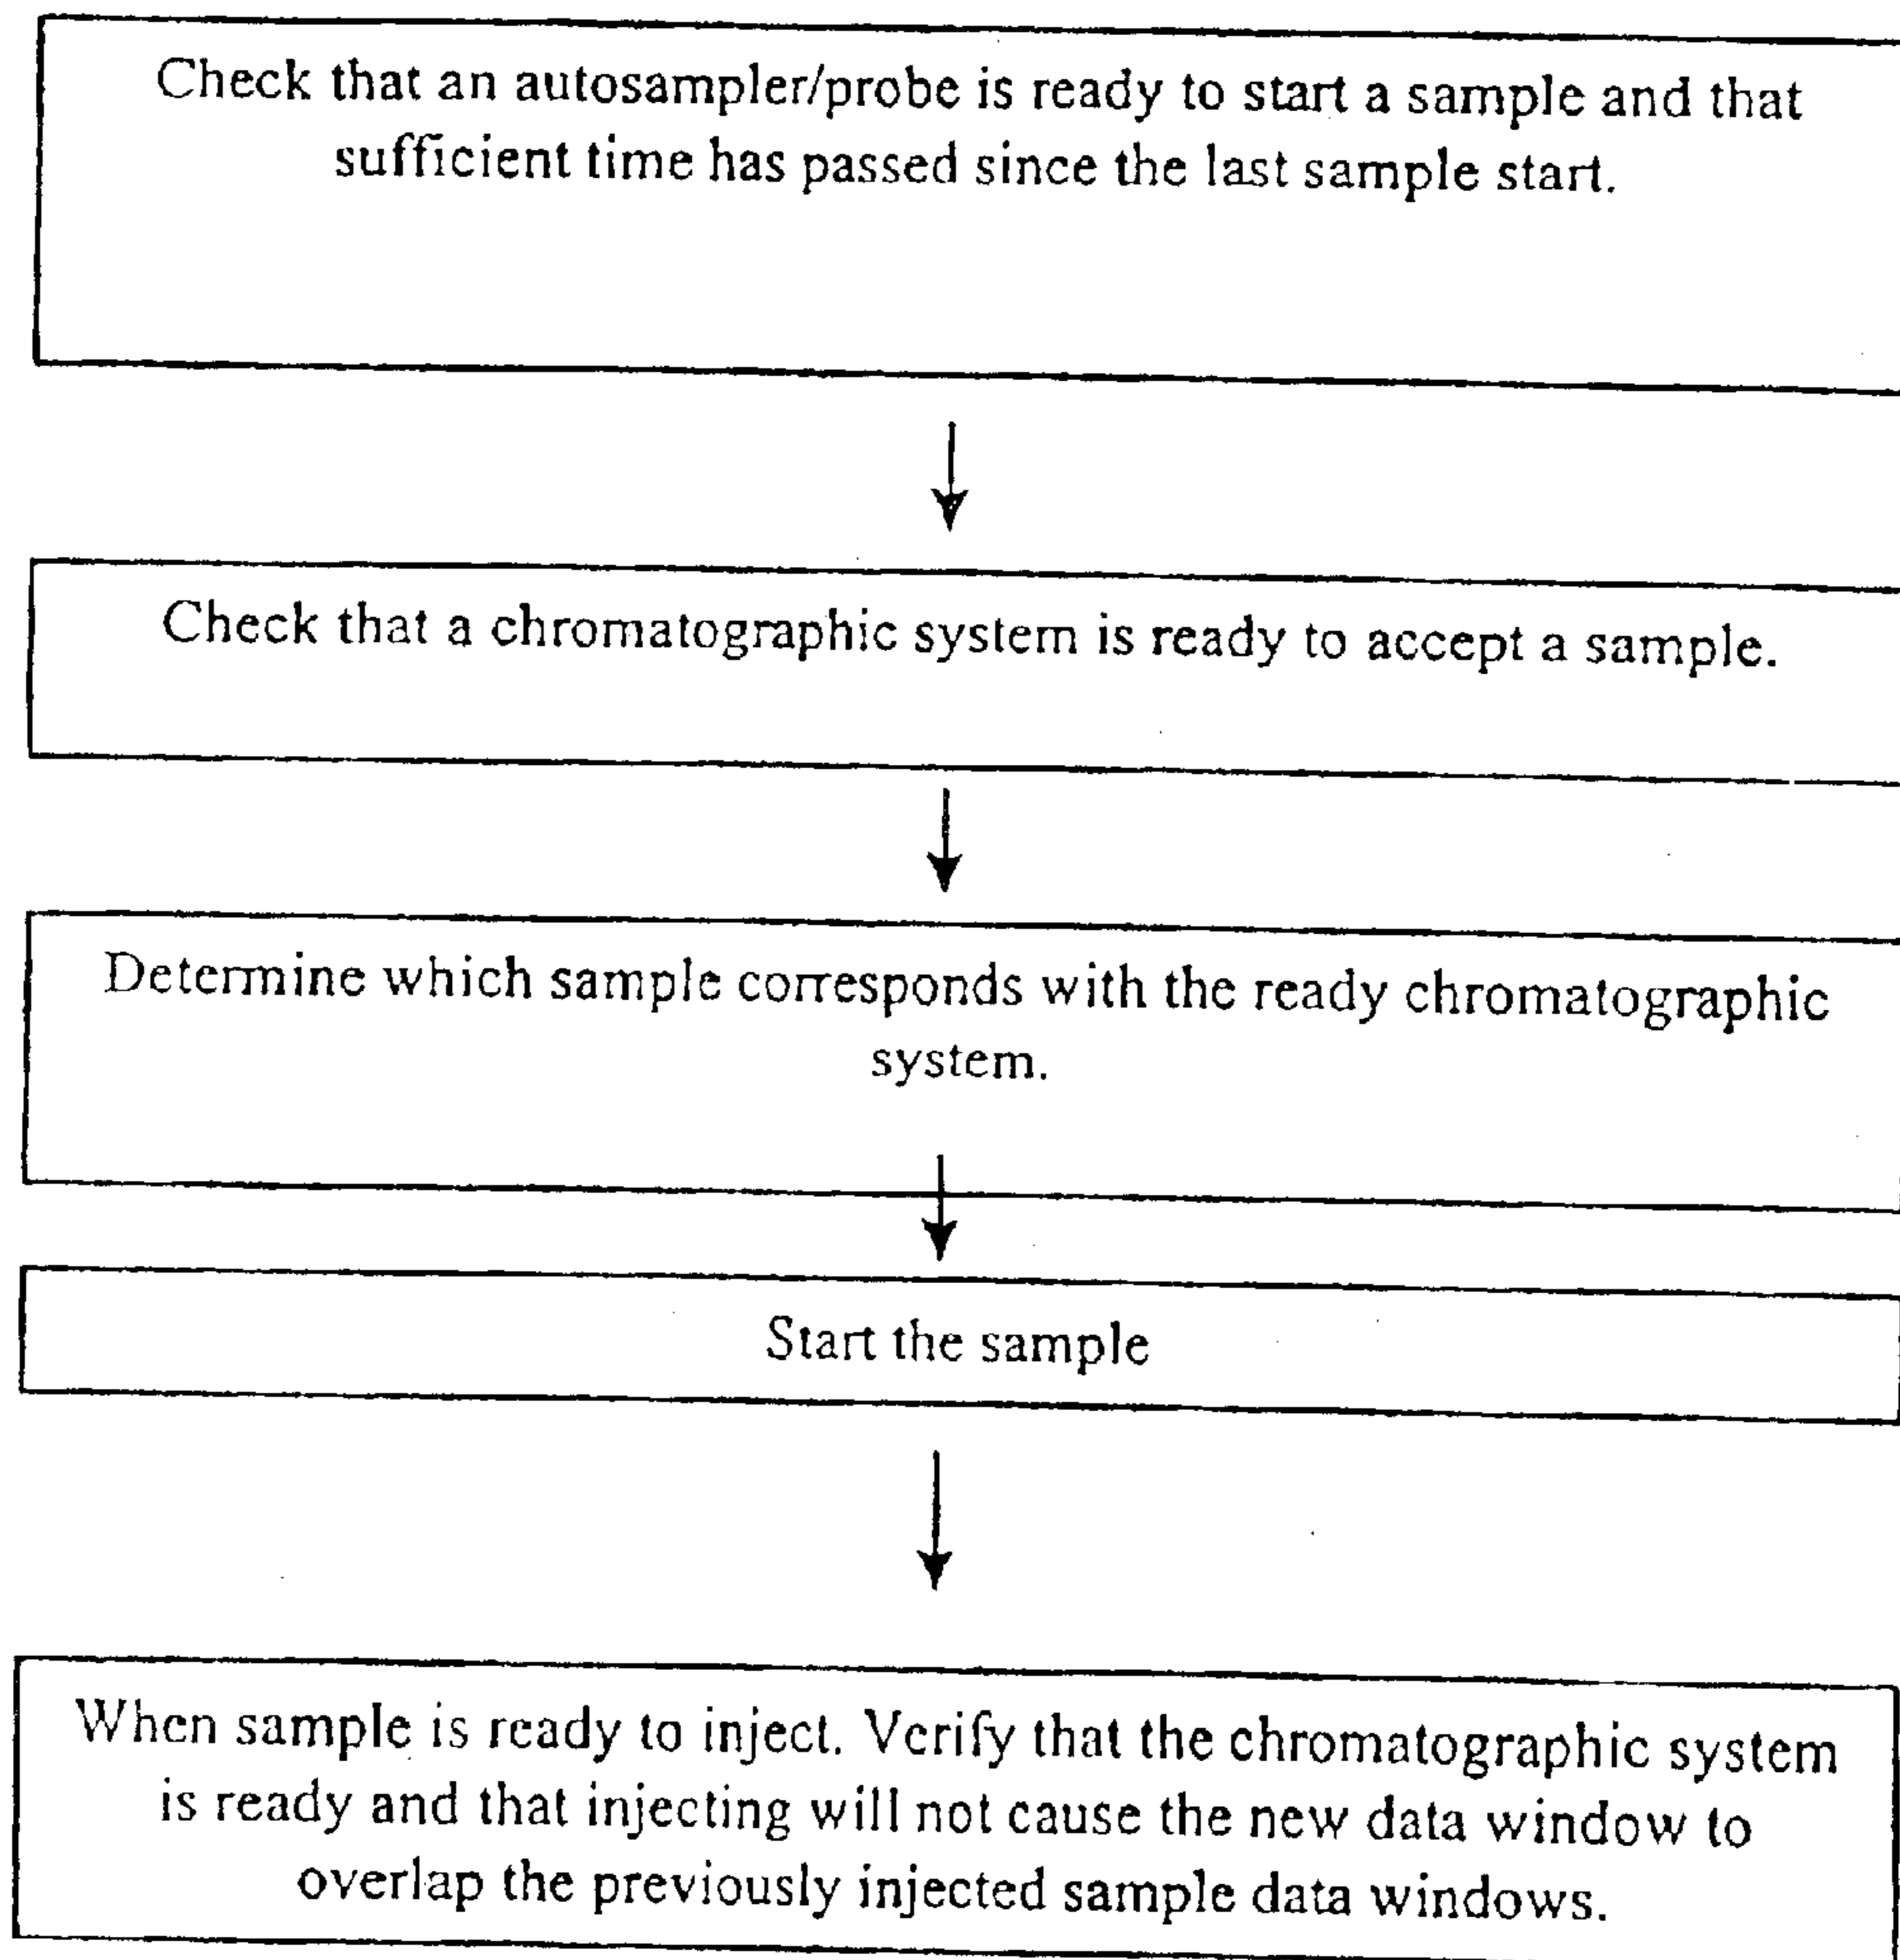 Check that an autosampler/probe is ready to start a sample and that
sufficient time has passed since the last sample start.
Check that a chromatographic system is ready to accept a sample.
Determine which sample corresponds with the ready chromatographic
system.
Start the sample
When sample is ready to inject. Verify that the chromatographic system
is ready and that injecting will not cause the new data window to
overlap the previously injected sample data windows.